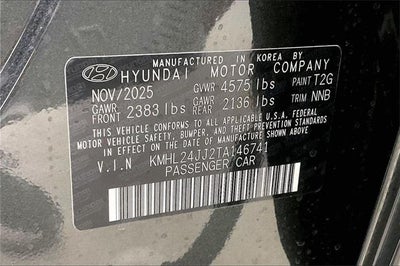 MANUFACTURED IN KOREA BY
HYUNDAI MOTOR COMPANY
NOV/2025 GVWR 4575 lbs PAINT T2G
GAWR FRONT 2383 lbs GAWR REAR 2136 lbs TRIM NNB
THIS VEHICLE CONFORMS TO ALL APPLICABLE U.S.A. FEDERAL
MOTOR VEHICLE SAFETY, BUMPER, AND THEFT PREVENTION
STANDARDS IN EFFECT ON THE DATE OF MANUFACTURE SHOWN ABOVE.
V.I.N KMHL24JJ2TA146741
PASSENGER CAR